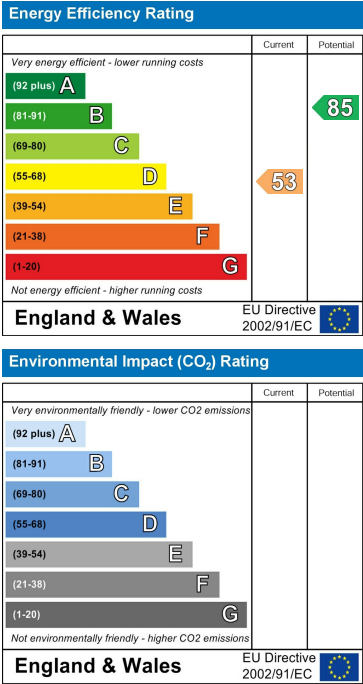 Energy Efficiency Rating
Current Potential
Very energy efficient - lower running costs
(92 plus) A
(81-91) B
(69-80) C
(55-68) D
(39-54) E
(21-38) F
(1-20) G
85
53
Not energy efficient - higher running costs
England & Wales
EU Directive
2002/91/EC
Environmental Impact (CO₂) Rating
Current Potential
Very environmentally friendly - lower CO2 emissions
(92 plus) A
(81-91) B
(69-80) C
(55-68) D
(39-54) E
(21-38) F
(1-20) G
Not environmentally friendly - higher CO2 emissions
England & Wales
EU Directive
2002/91/EC